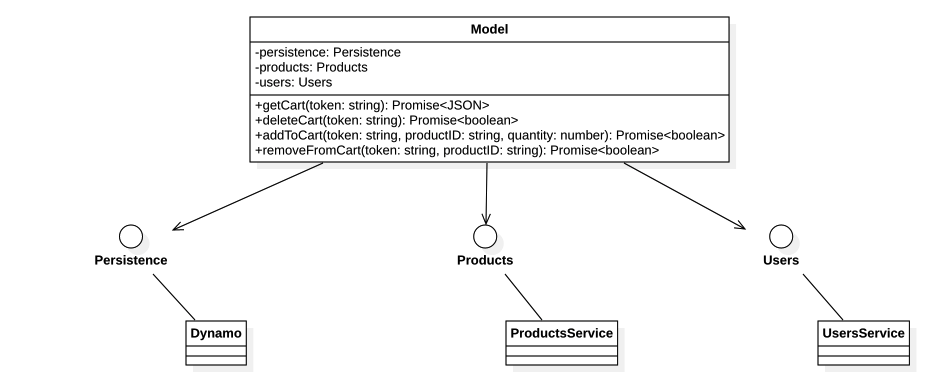 Model
-persistence: Persistence
-products: Products
-users: Users
+getCart(token: string): Promise<JSON>
+deleteCart(token: string): Promise<boolean>
+addToCart(token: string, productID: string, quantity: number): Promise<boolean>
+removeFromCart(token: string, productID: string): Promise<boolean>
Persistence
Products
Users
Dynamo
ProductsService
UsersService